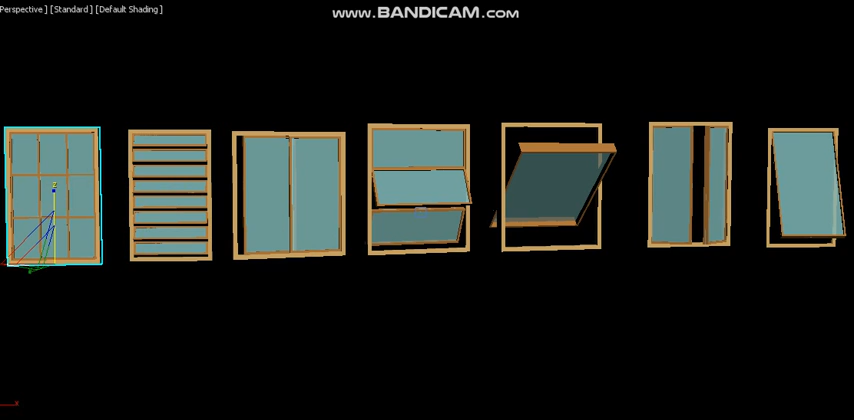 Perspective ] [Standard ] [Default Shading ]
www.BANDICAM.com
z